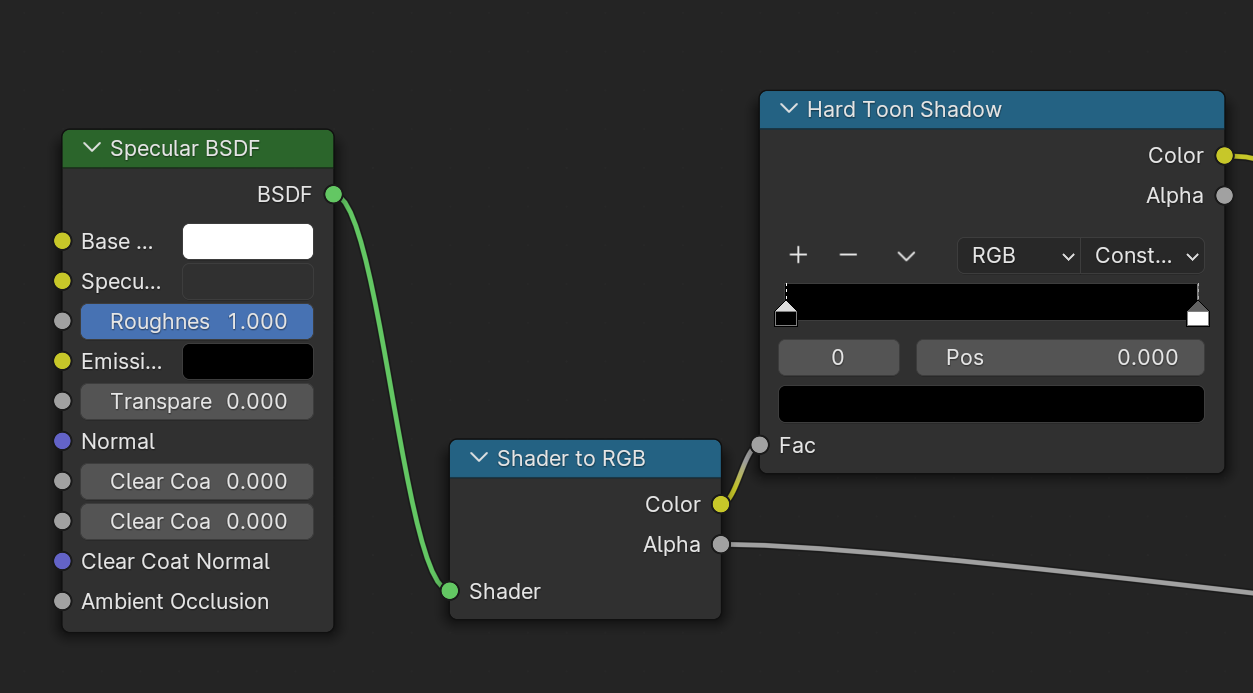 Specular BSDF
BSDF
Base ...
Specu...
Roughnes 1.000
Emissi...
Transpare 0.000
Normal
Clear Coa 0.000
Clear Coa 0.000
Clear Coat Normal
Ambient Occlusion
Shader to RGB
Color
Alpha
Shader
Hard Toon Shadow
Color
Alpha
RGB Const...
0 Pos 0.000
Fac